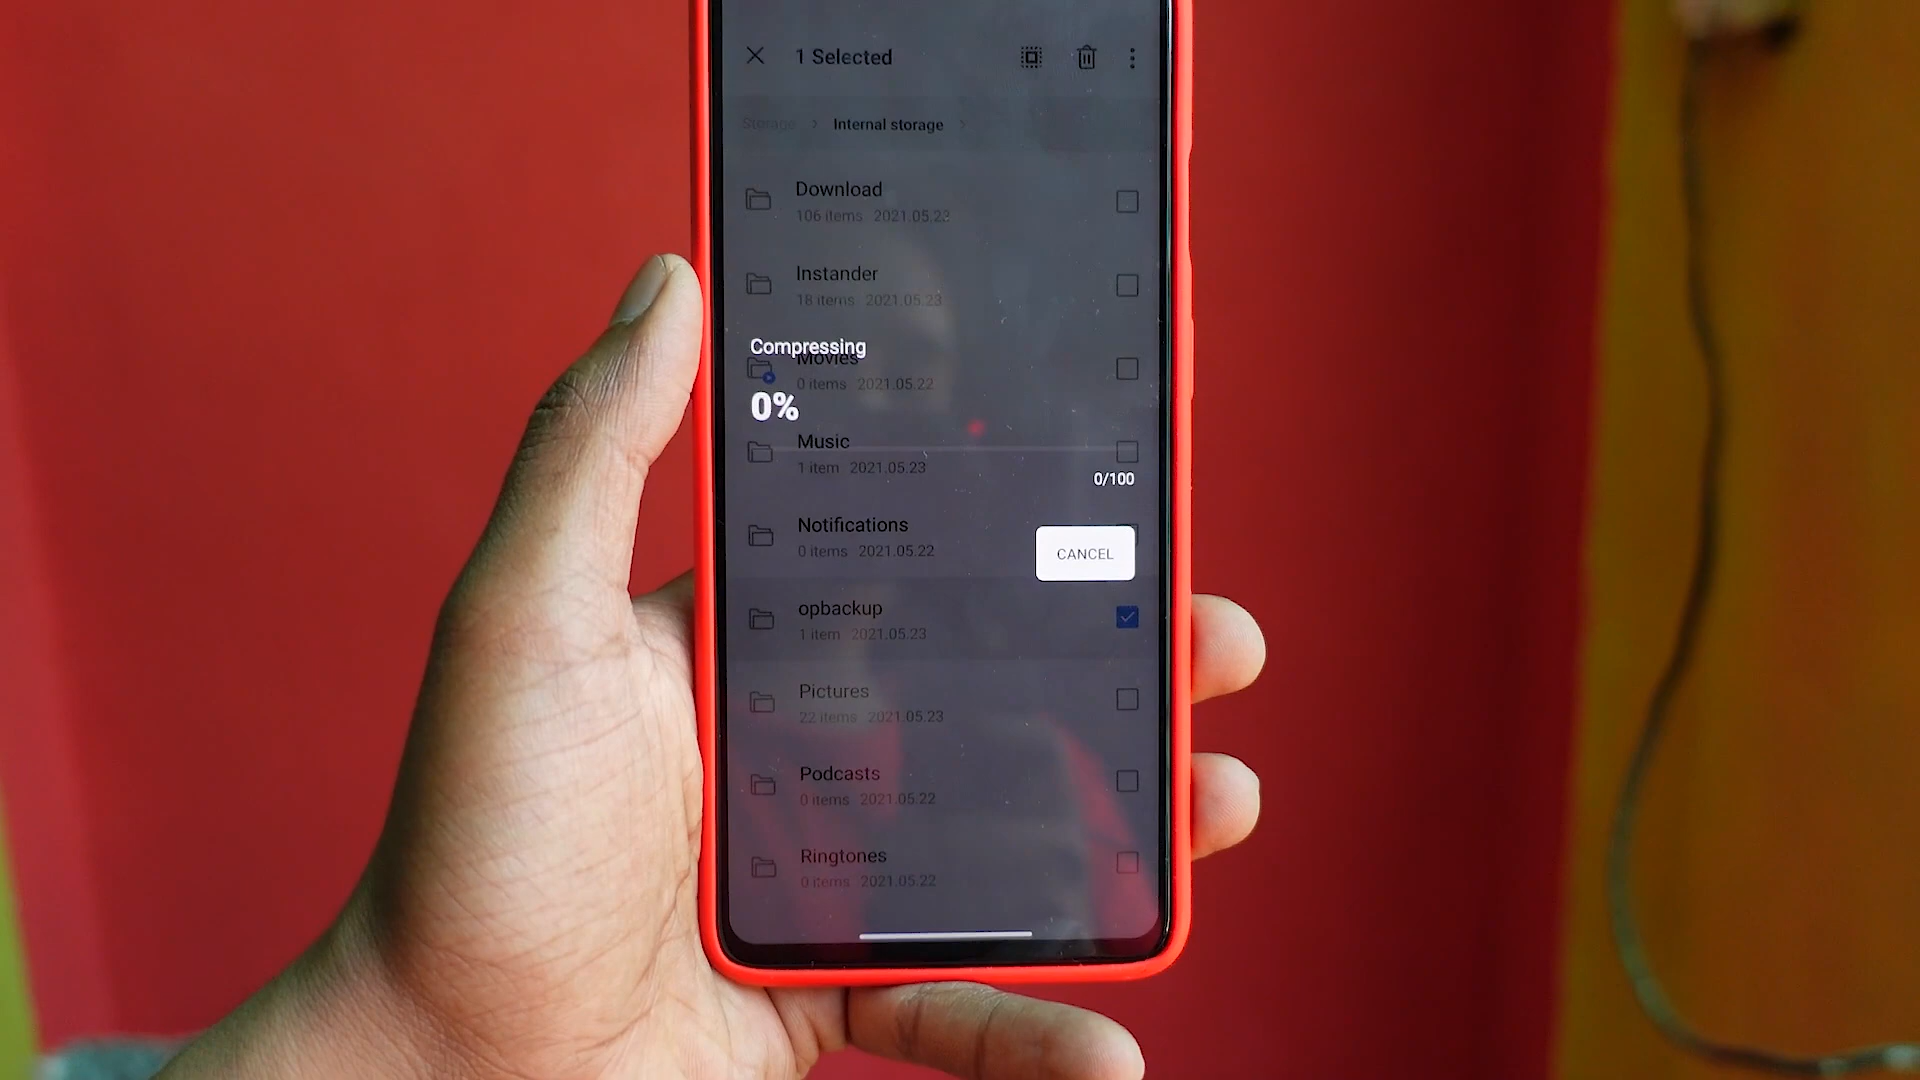 1 Selected
Storage > Internal storage >
Download
106 items 2021.05.23
Instander
18 items 2021.05.23
Compressing
Movies
0 items 2021.05.22
0%
Music
1 item 2021.05.23
0/100
Notifications
0 items 2021.05.22
CANCEL
opbackup
1 item 2021.05.23
Pictures
22 items 2021.05.23
Podcasts
0 items 2021.05.22
Ringtones
0 items 2021.05.22